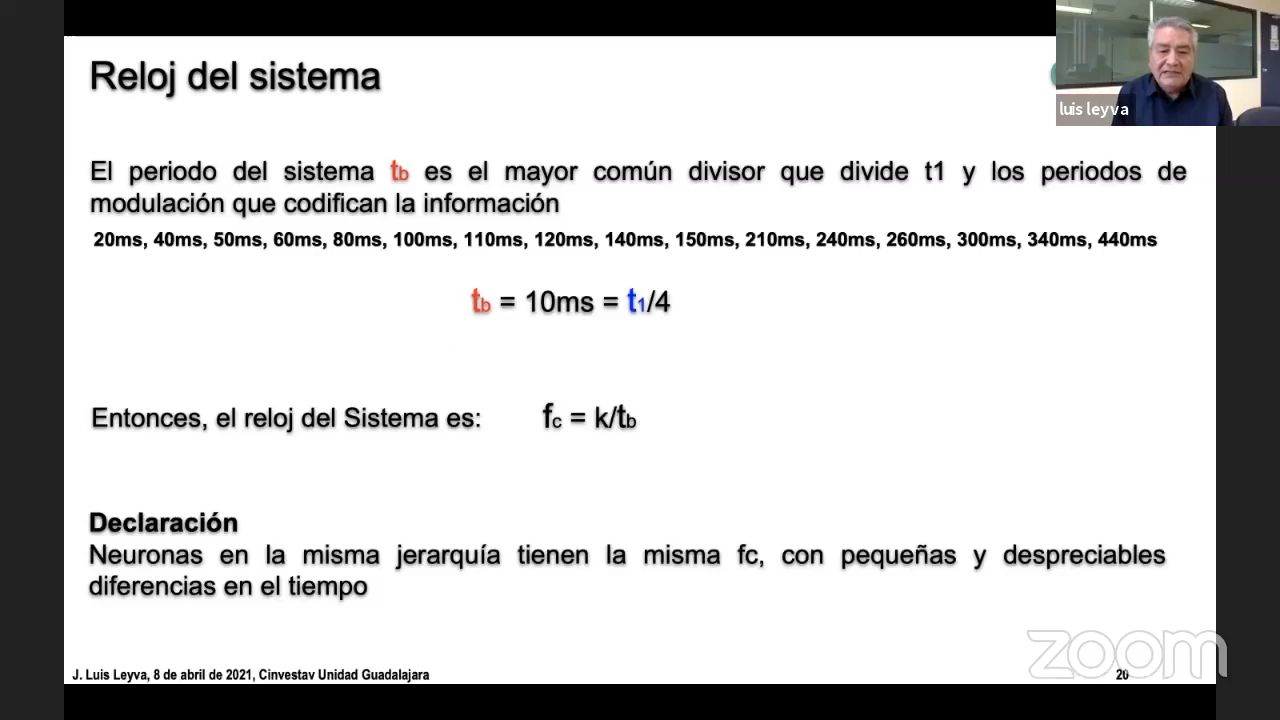 Reloj del sistema
luis leyva
El periodo del sistema tb es el mayor común divisor que divide t1 y los periodos de
modulación que codifican la información
20ms, 40ms, 50ms, 60ms, 80ms, 100ms, 110ms, 120ms, 140ms, 150ms, 210ms, 240ms, 260ms, 300ms, 340ms, 440ms
tb = 10ms = t1/4
Entonces, el reloj del Sistema es: fc = k/tb
Declaración
Neuronas en la misma jerarquía tienen la misma fc, con pequeñas y despreciables
diferencias en el tiempo
J. Luis Leyva, 8 de abril de 2021, Cinvestav Unidad Guadalajara
20
zoom